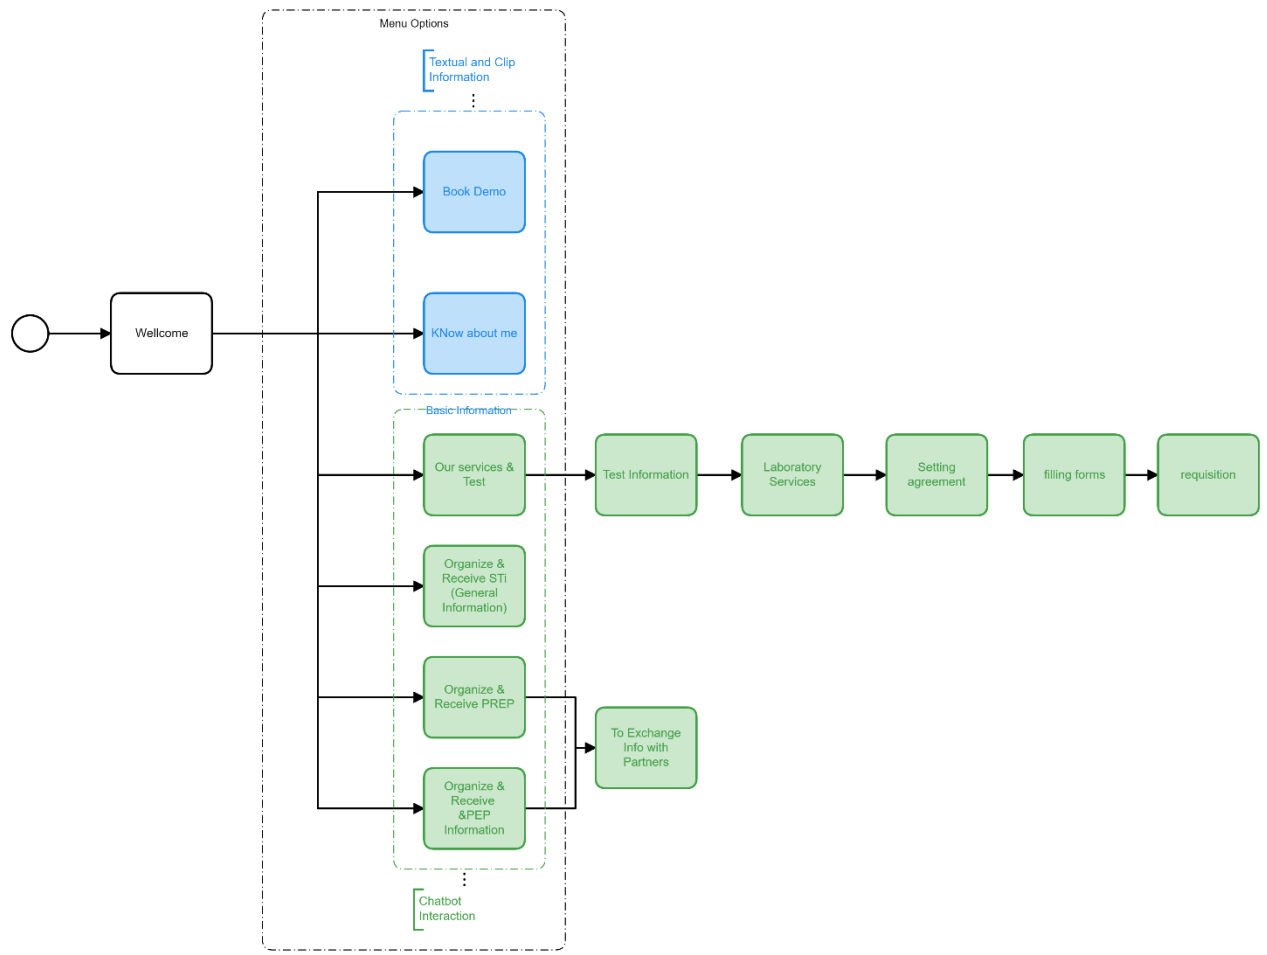 Menu Options
Textual and Clip
Information
Book Demo
Wellcome
KNow about me
Basic Information
Our services &
Test
Test Information
Laboratory
Services
Setting
agreement
filling forms
requisition
Organize &
Receive STi
(General
Information)
Organize &
Receive PREP
To Exchange
Info with
Partners
Organize &
Receive
&PEP
Information
Chatbot
Interaction